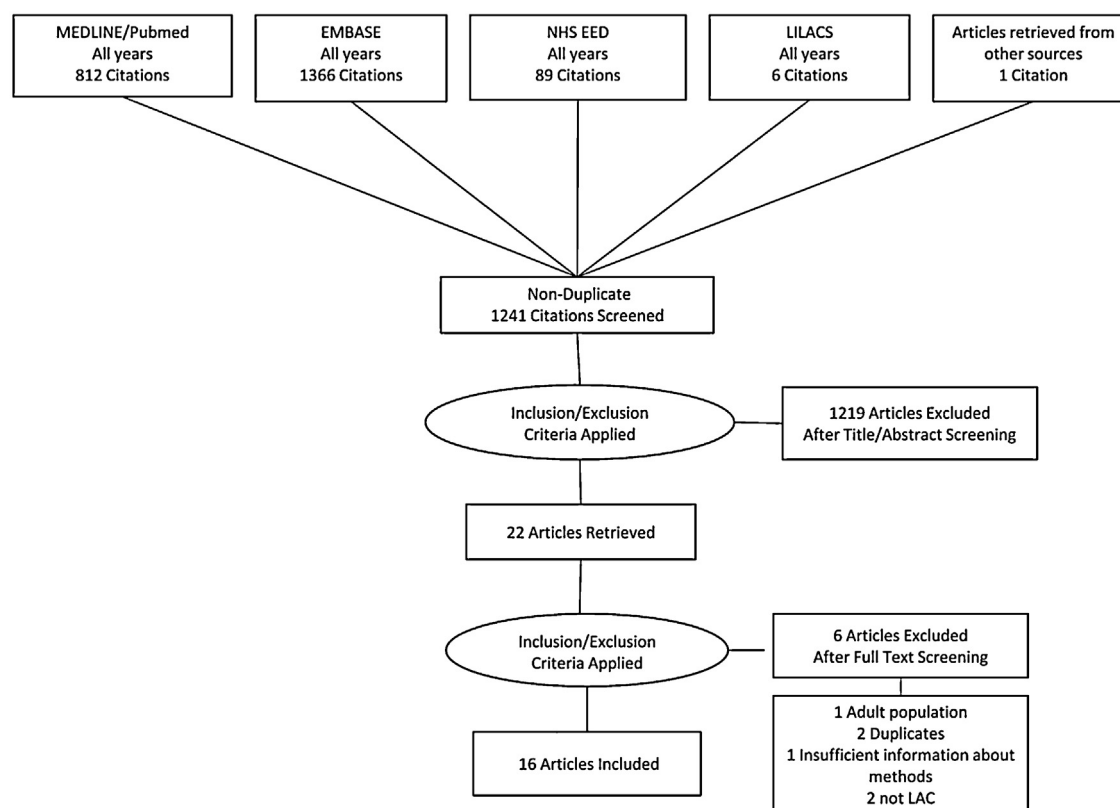 MEDLINE/Pubmed
All years
812 Citations
EMBASE
All years
1366 Citations
NHS EED
All years
89 Citations
LILACS
All years
6 Citations
Articles retrieved from
other sources
1 Citation
Non-Duplicate
1241 Citations Screened
Inclusion/Exclusion
Criteria Applied
1219 Articles Excluded
After Title/Abstract Screening
22 Articles Retrieved
Inclusion/Exclusion
Criteria Applied
6 Articles Excluded
After Full Text Screening
1 Adult population
2 Duplicates
1 Insufficient information about
methods
2 not LAC
16 Articles Included